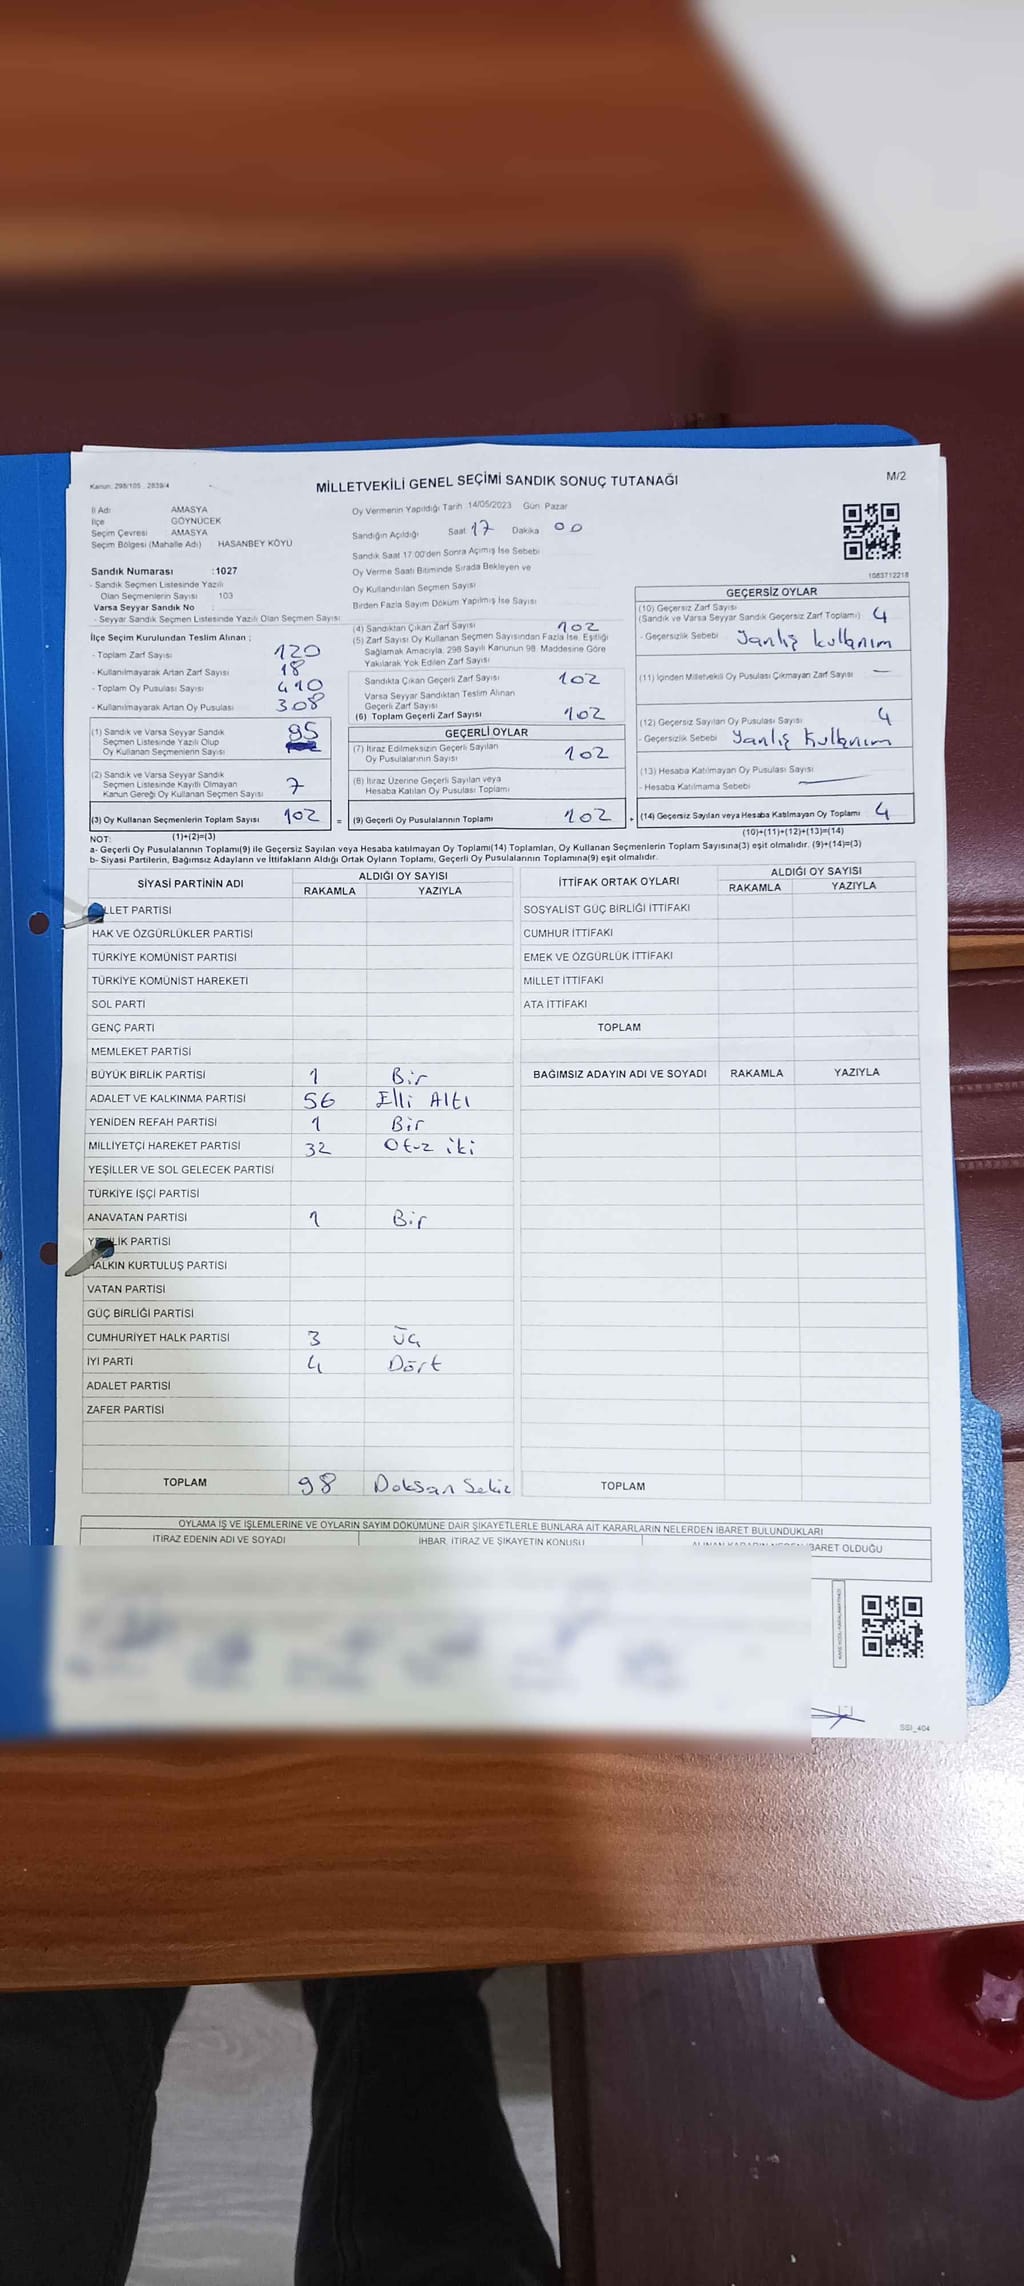 Kanun: 298/105 - 2839/4
MİLLETVEKİLİ GENEL SEÇİMİ SANDIK SONUÇ TUTANAĞI
M/2
İl Adı AMASYA
İlçe GÖYNÜCEK
Seçim Çevresi AMASYA
Seçim Bölgesi (Mahalle Adı) HASANBEY KÖYÜ
Sandık Numarası :1027
- Sandık Seçmen Listesinde Yazılı
Olan Seçmenlerin Sayısı 103
Varsa Seyyar Sandık No :
- Seyyar Sandık Seçmen Listesinde Yazılı Olan Seçmen Sayısı:
Oy Vermenin Yapıldığı Tarih 14/05/2023 Gün: Pazar
Sandığın Açıldığı Saat 17 Dakika 00
Sandık Saat 17:00'den Sonra Açılmış İse Sebebi
Oy Verme Saati Bitiminde Sırada Bekleyen ve
Oy Kullandırılan Seçmen Sayısı
Birden Fazla Sayım Döküm Yapılmış İse Sayısı
1083712218
İlçe Seçim Kurulundan Teslim Alınan ;
- Toplam Zarf Sayısı 120
- Kullanılmayarak Artan Zarf Sayısı 18
- Toplam Oy Pusulası Sayısı 410
- Kullanılmayarak Artan Oy Pusulası 308
(1) Sandık ve Varsa Seyyar Sandık
Seçmen Listesinde Yazılı Olup
Oy Kullanan Seçmenlerin Sayısı 95
(2) Sandık ve Varsa Seyyar Sandık
Seçmen Listesinde Kayıtlı Olmayan
Kanun Gereği Oy Kullanan Seçmen Sayısı 7
(3) Oy Kullanan Seçmenlerin Toplam Sayısı 102 =
(1)+(2)=(3)
(4) Sandıktan Çıkan Zarf Sayısı 102
(5) Zarf Sayısı Oy Kullanan Seçmen Sayısından Fazla İse, Eşitliği
Sağlamak Amacıyla, 298 Sayılı Kanunun 98. Maddesine Göre
Yakılarak Yok Edilen Zarf Sayısı
Sandıkta Çıkan Geçerli Zarf Sayısı 102
Varsa Seyyar Sandıktan Teslim Alınan
Geçerli Zarf Sayısı
(6) Toplam Geçerli Zarf Sayısı 102
GEÇERLİ OYLAR
(7) İtiraz Edilmeksizin Geçerli Sayılan
Oy Pusulalarının Sayısı 102
(8) İtiraz Üzerine Geçerli Sayılan veya
Hesaba Katılan Oy Pusulası Toplamı
(9) Geçerli Oy Pusulalarının Toplamı 102 +
GEÇERSİZ OYLAR
(10) Geçersiz Zarf Sayısı
(Sandık ve Varsa Seyyar Sandık Geçersiz Zarf Toplamı) 4
- Geçersizlik Sebebi Yanlış kullanım
(11) İçinden Milletvekili Oy Pusulası Çıkmayan Zarf Sayısı —
(12) Geçersiz Sayılan Oy Pusulası Sayısı 4
- Geçersizlik Sebebi Yanlış Kullanım
(13) Hesaba Katılmayan Oy Pusulası Sayısı
- Hesaba Katılmama Sebebi —
(14) Geçersiz Sayılan veya Hesaba Katılmayan Oy Toplamı 4
(10)+(11)+(12)+(13)=(14)
NOT:
a- Geçerli Oy Pusulalarının Toplamı(9) ile Geçersiz Sayılan veya Hesaba katılmayan Oy Toplamı(14) Toplamları, Oy Kullanan Seçmenlerin Toplam Sayısına(3) eşit olmalıdır. (9)+(14)=(3)
b- Siyasi Partilerin, Bağımsız Adayların ve İttifakların Aldığı Ortak Oyların Toplamı, Geçerli Oy Pusulalarının Toplamına(9) eşit olmalıdır.
SİYASİ PARTİNİN ADI ALDIĞI OY SAYISI
RAKAMLA YAZIYLA
LLET PARTİSİ
HAK VE ÖZGÜRLÜKLER PARTİSİ
TÜRKİYE KOMÜNİST PARTİSİ
TÜRKİYE KOMÜNİST HAREKETİ
SOL PARTİ
GENÇ PARTİ
MEMLEKET PARTİSİ
BÜYÜK BİRLİK PARTİSİ 1 Bir
ADALET VE KALKINMA PARTİSİ 56 Elli Altı
YENİDEN REFAH PARTİSİ 1 Bir
MİLLİYETÇİ HAREKET PARTİSİ 32 Otuz iki
YEŞİLLER VE SOL GELECEK PARTİSİ
TÜRKİYE İŞÇİ PARTİSİ
ANAVATAN PARTİSİ 1 Bir
Y LİK PARTİSİ
HALKIN KURTULUŞ PARTİSİ
VATAN PARTİSİ
GÜÇ BİRLİĞİ PARTİSİ
CUMHURİYET HALK PARTİSİ 3 Üç
İYİ PARTİ 4 Dört
ADALET PARTİSİ
ZAFER PARTİSİ
TOPLAM 98 Doksan Sekiz
İTTİFAK ORTAK OYLARI ALDIĞI OY SAYISI
RAKAMLA YAZIYLA
SOSYALİST GÜÇ BİRLİĞİ İTTİFAKI
CUMHUR İTTİFAKI
EMEK VE ÖZGÜRLÜK İTTİFAKI
MİLLET İTTİFAKI
ATA İTTİFAKI
TOPLAM
BAĞIMSIZ ADAYIN ADI VE SOYADI RAKAMLA YAZIYLA
TOPLAM
OYLAMA İŞ VE İŞLEMLERİNE VE OYLARIN SAYIM DÖKÜMÜNE DAİR ŞİKAYETLERLE BUNLARA AİT KARARLARIN NELERDEN İBARET BULUNDUKLARI
İTİRAZ EDENİN ADI VE SOYADI İHBAR, İTİRAZ VE ŞİKAYETİN KONUSU ALINAN KARARIN NEDEN İBARET OLDUĞU
SSI_404